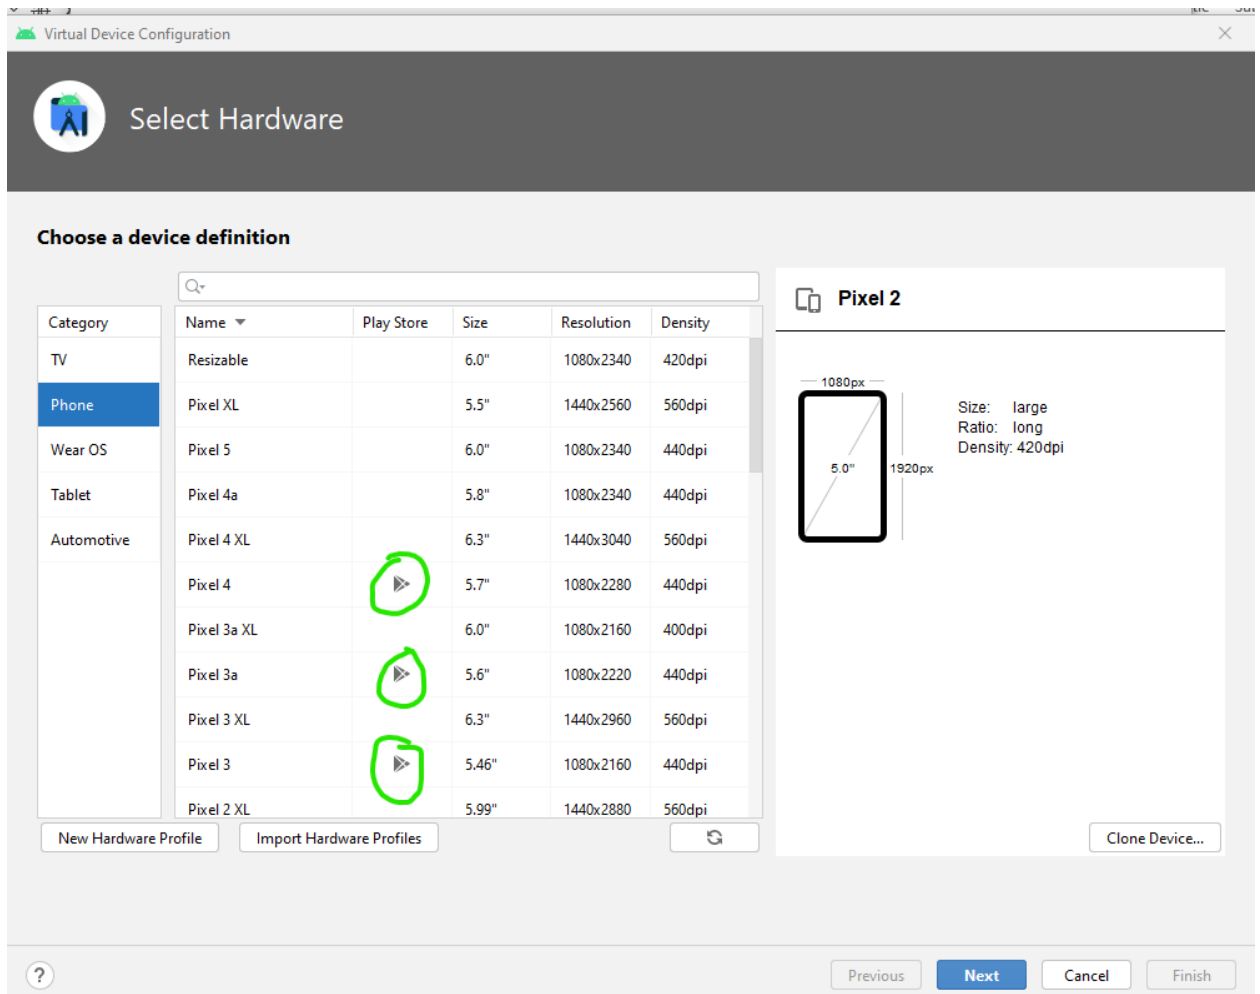 Virtual Device Configuration
Select Hardware
Choose a device definition
Category
TV
Phone
Wear OS
Tablet
Automotive
Name Play Store Size Resolution Density
Resizable 6.0" 1080x2340 420dpi
Pixel XL 5.5" 1440x2560 560dpi
Pixel 5 6.0" 1080x2340 440dpi
Pixel 4a 5.8" 1080x2340 440dpi
Pixel 4 XL 6.3" 1440x3040 560dpi
Pixel 4 5.7" 1080x2280 440dpi
Pixel 3a XL 6.0" 1080x2160 400dpi
Pixel 3a 5.6" 1080x2220 440dpi
Pixel 3 XL 6.3" 1440x2960 560dpi
Pixel 3 5.46" 1080x2160 440dpi
Pixel 2 XL 5.99" 1440x2880 560dpi
New Hardware Profile Import Hardware Profiles
Pixel 2
1080px
5.0" 1920px
Size: large
Ratio: long
Density: 420dpi
Clone Device...
? Previous Next Cancel Finish